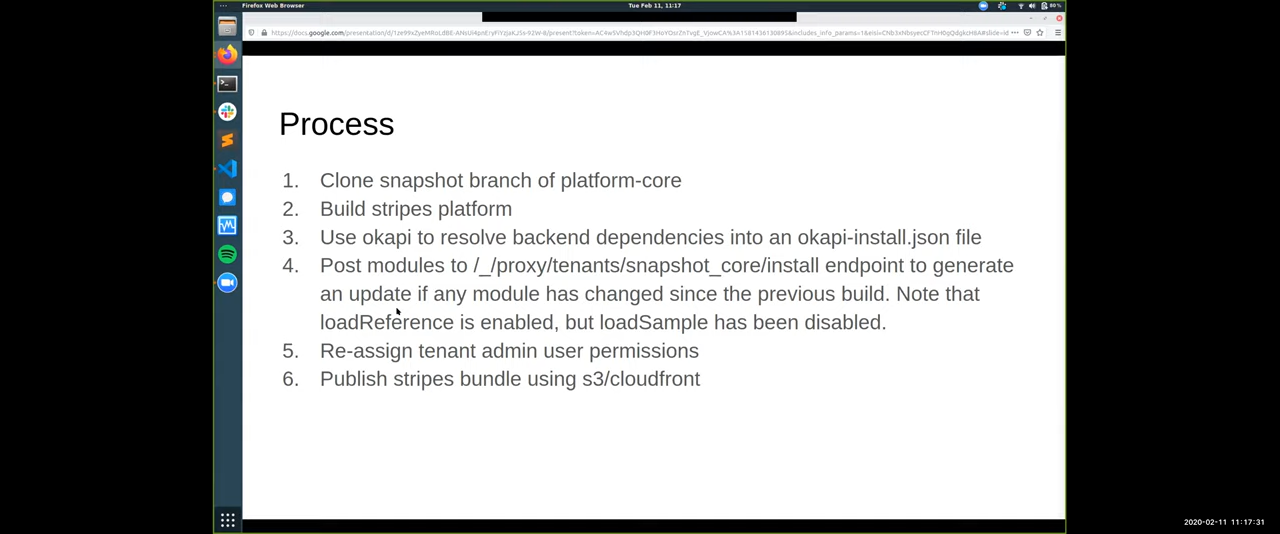 Firefox Web Browser
Tue Feb 11, 11:17
80 %
Process
1. Clone snapshot branch of platform-core
2. Build stripes platform
3. Use okapi to resolve backend dependencies into an okapi-install.json file
4. Post modules to /_/proxy/tenants/snapshot_core/install endpoint to generate
an update if any module has changed since the previous build. Note that
loadReference is enabled, but loadSample has been disabled.
5. Re-assign tenant admin user permissions
6. Publish stripes bundle using s3/cloudfront
2020-02-11 11:17:31